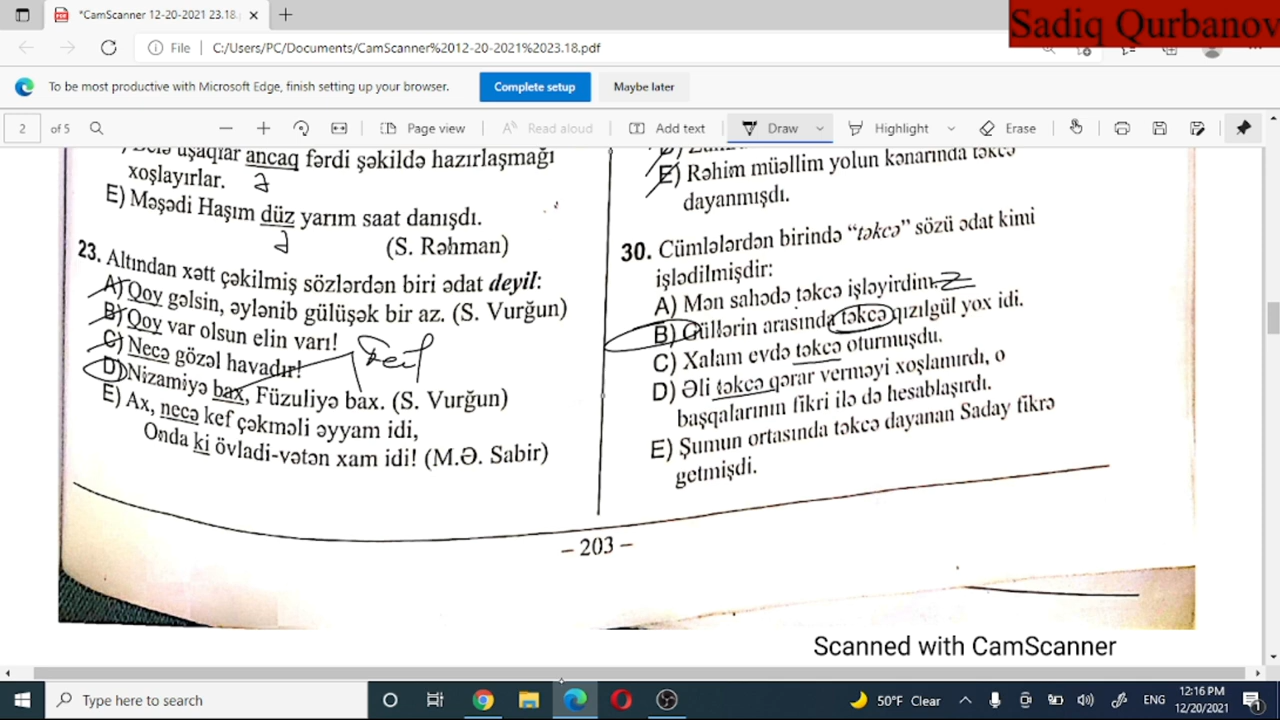 *CamScanner 12-20-2021 23.18.
Sadiq Qurbanov
File C:/Users/PC/Documents/CamScanner%2012-20-2021%2023.18.pdf
To be most productive with Microsoft Edge, finish setting up your browser. Complete setup Maybe later
2 of 5 Page view Read aloud Add text Draw Highlight Erase
uşaqlar ancaq fərdi şəkildə hazırlaşmağı
xoşlayırlar.
ə
E) Məşədi Haşım düz yarım saat danışdı.
ə
(S. Rəhman)
23. Altından xətt çəkilmiş sözlərdən biri ədat deyil:
A) Qoy gəlsin, əylənib gülüşək bir az. (S. Vurğun)
B) Qoy var olsun elin varı!
C) Necə gözəl havadır!
D) Nizamiyə bax, Füzuliyə bax. (S. Vurğun)
E) Ax, necə kef çəkməli əyyam idi,
Onda ki övladi-vətən xam idi! (M.Ə. Sabir)
E) Rəhim müəllim yolun kənarında təkcə
dayanmışdı.
30. Cümlələrdən birində “təkcə” sözü ədat kimi
işlədilmişdir:
A) Mən sahədə təkcə işləyirdim.
B) Güllərin arasında təkcə qızılgül yox idi.
C) Xalam evdə təkcə oturmuşdu.
D) Əli təkcə qərar verməyi xoşlamırdı, o
başqalarının fikri ilə də hesablaşırdı.
E) Şumun ortasında təkcə dayanan Saday fikrə
getmişdi.
– 203 –
Scanned with CamScanner
Type here to search 50°F Clear ENG 12:16 PM
12/20/2021